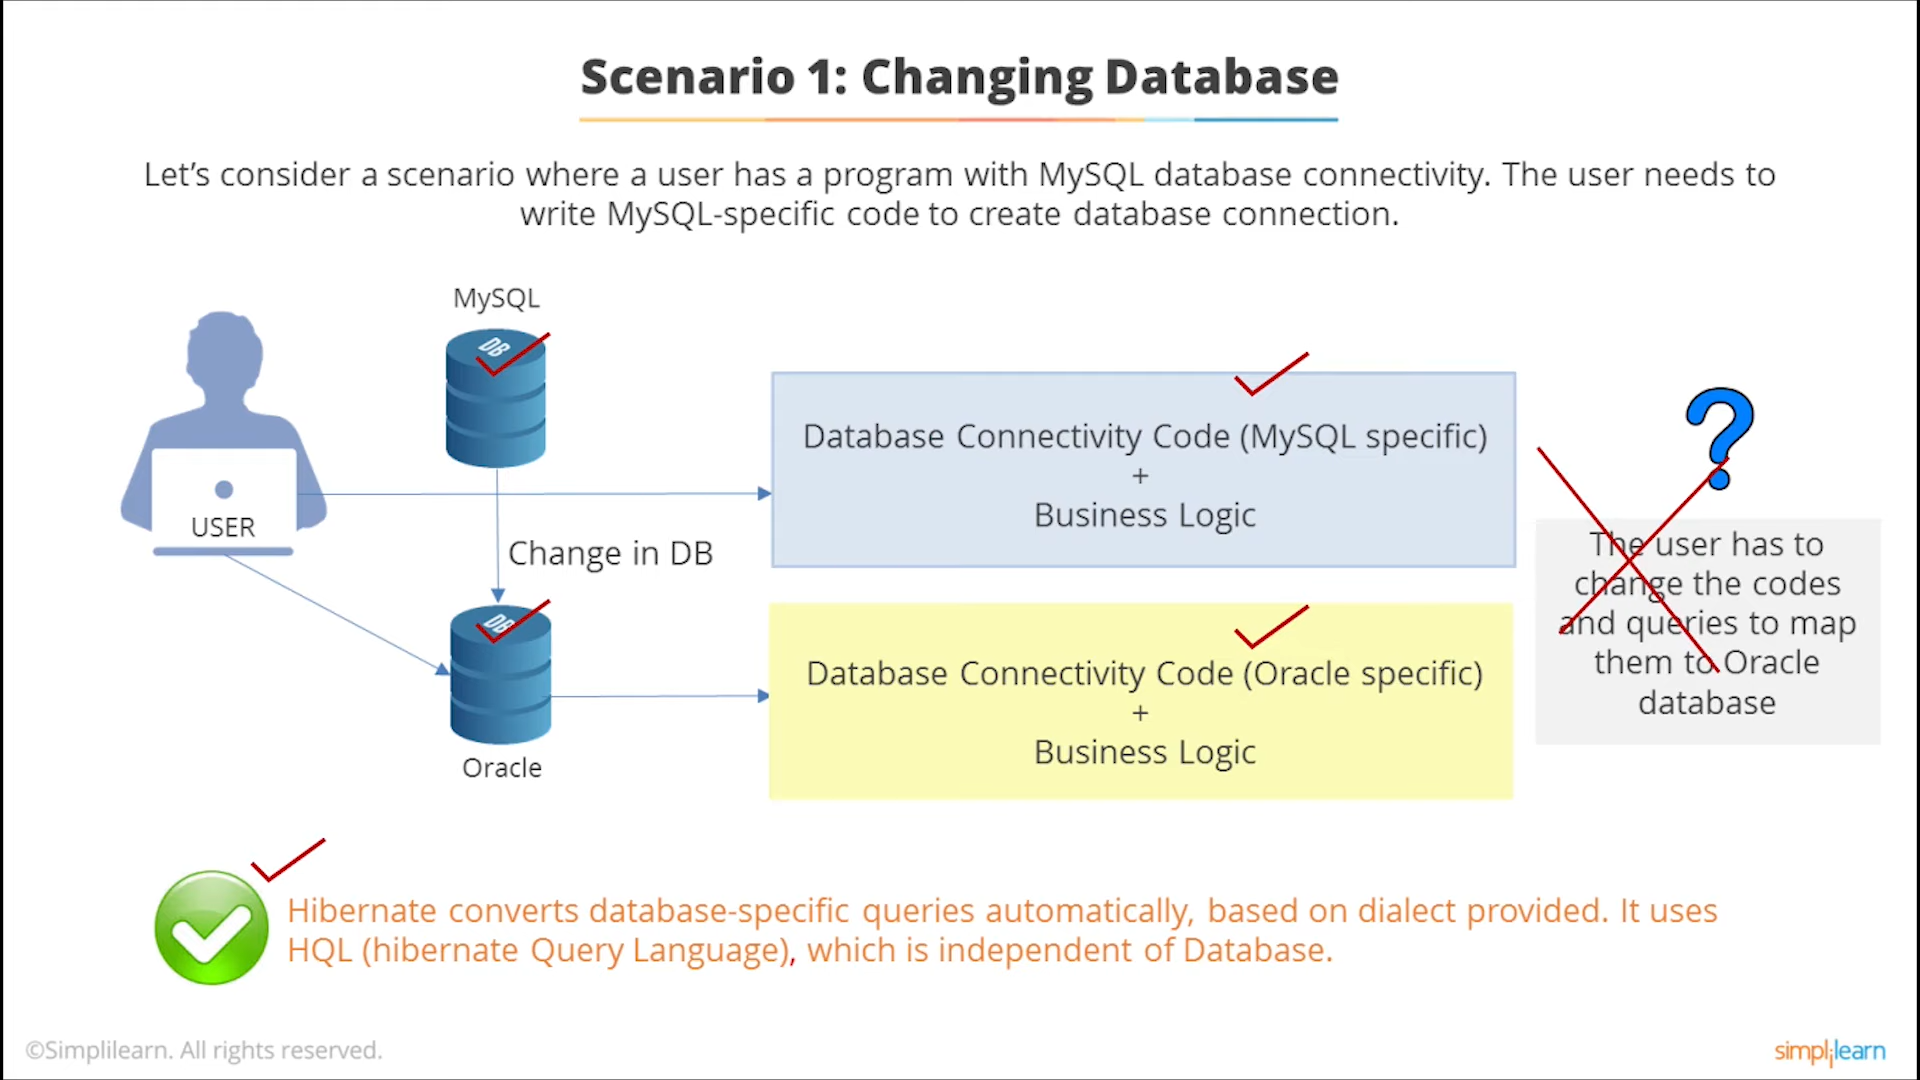 Scenario 1: Changing Database
Let's consider a scenario where a user has a program with MySQL database connectivity. The user needs to
write MySQL-specific code to create database connection.
MySQL
DB
USER
Change in DB
DB
Oracle
Database Connectivity Code (MySQL specific)
+
Business Logic
Database Connectivity Code (Oracle specific)
+
Business Logic
?
The user has to
change the codes
and queries to map
them to Oracle
database
Hibernate converts database-specific queries automatically, based on dialect provided. It uses
HQL (hibernate Query Language), which is independent of Database.
©Simplilearn. All rights reserved.
simplilearn